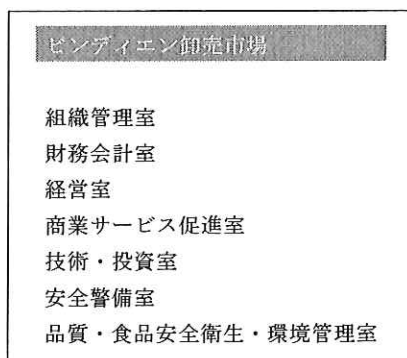 ビンディエン卸売市場
組織管理室
財務会計室
経営室
商業サービス促進室
技術・投資室
安全警備室
品質・食品安全衛生・環境管理室